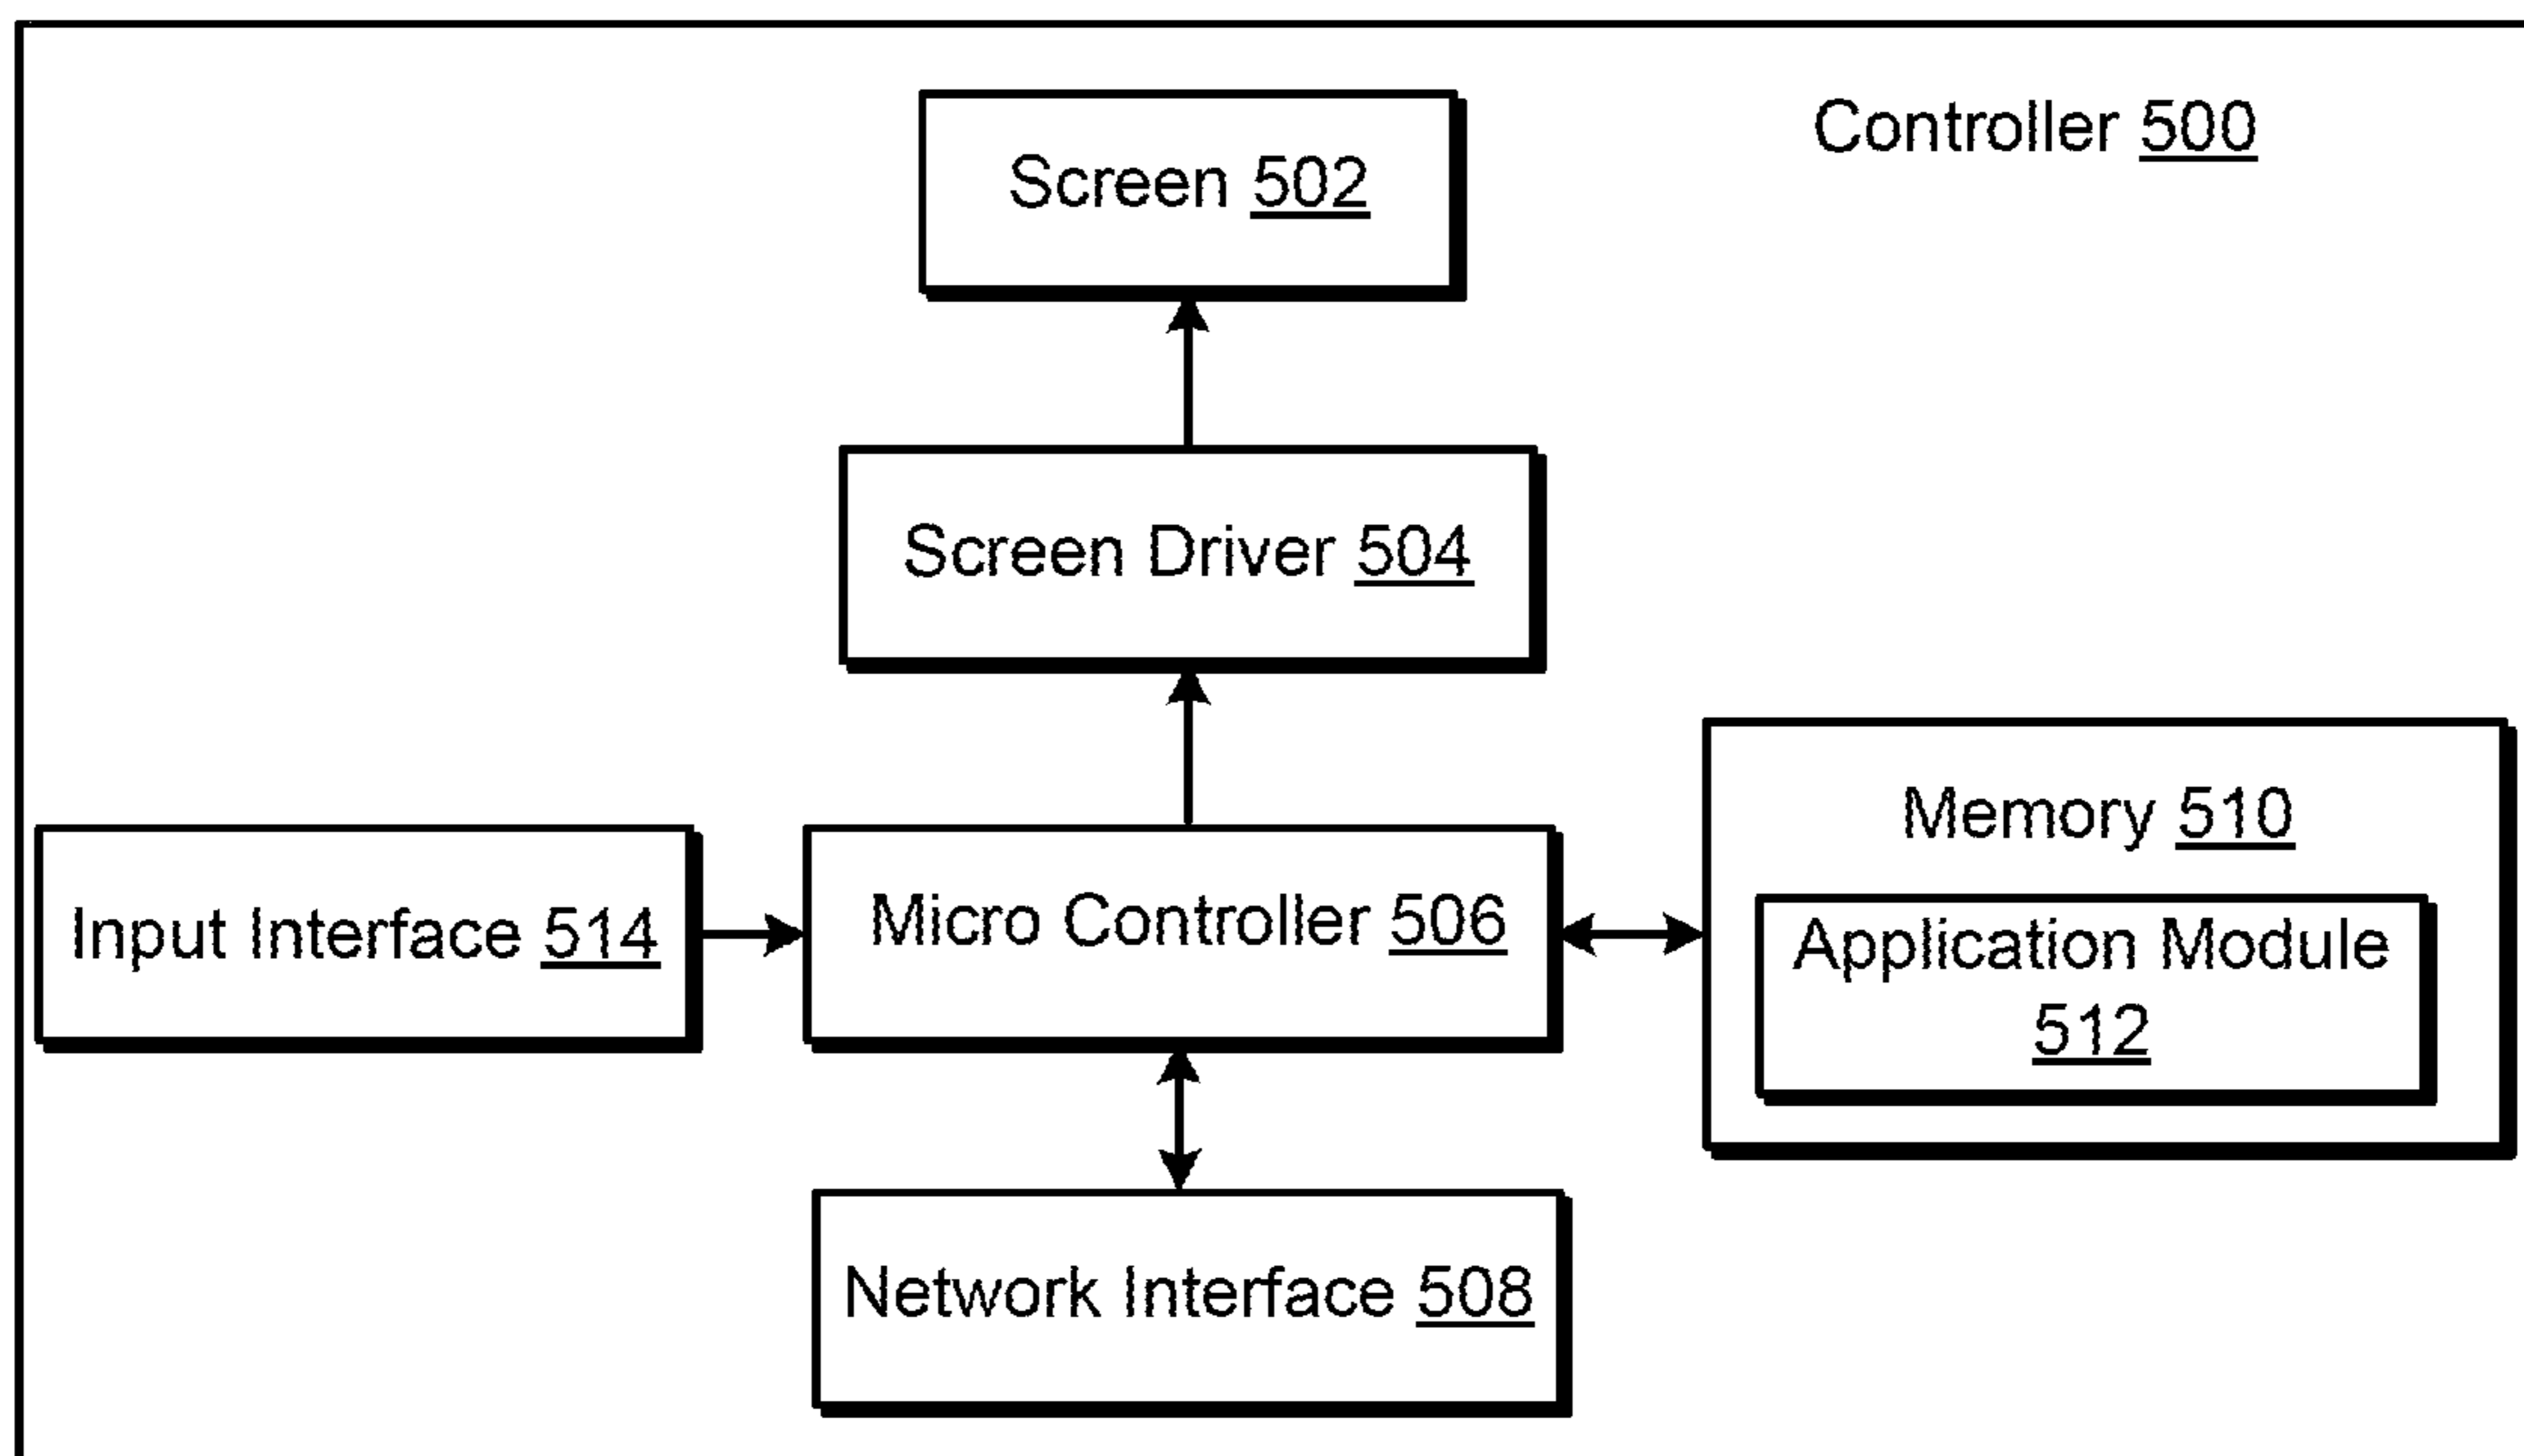 Controller 500
Screen 502
Screen Driver 504
Memory 510
Input Interface 514
Micro Controller 506
Application Module
512
Network Interface 508